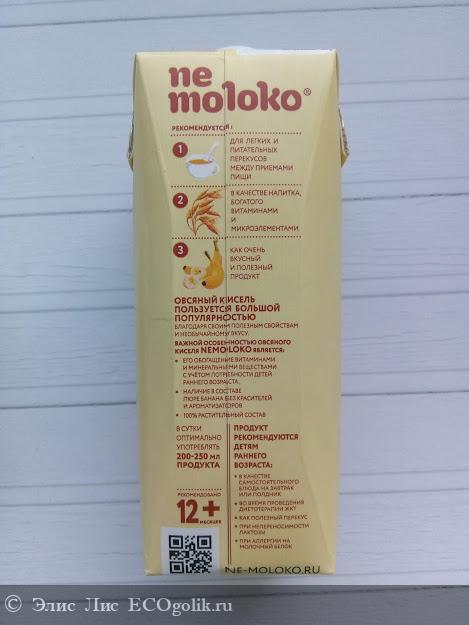 ne
moloko®
РЕКОМЕНДУЕТСЯ:
1
ДЛЯ ЛЕГКИХ И
ПИТАТЕЛЬНЫХ
ПЕРЕКУСОВ
МЕЖДУ ПРИЕМАМИ
ПИЩИ
2
В КАЧЕСТВЕ НАПИТКА,
БОГАТОГО
ВИТАМИНАМИ
И
МИКРОЭЛЕМЕНТАМИ
3
КАК ОЧЕНЬ
ВКУСНЫЙ
И ПОЛЕЗНЫЙ
ПРОДУКТ
ОВСЯНЫЙ КИСЕЛЬ
ПОЛЬЗУЕТСЯ БОЛЬШОЙ
ПОПУЛЯРНОСТЬЮ
БЛАГОДАРЯ СВОИМ ПОЛЕЗНЫМ СВОЙСТВАМ
И НЕОБЫЧАЙНОМУ ВКУСУ.
ВАЖНОЙ ОСОБЕННОСТЬЮ ОВСЯНОГО
КИСЕЛЯ NEMOLOKO ЯВЛЯЕТСЯ:
• ЕГО ОБОГАЩЕНИЕ ВИТАМИНАМИ
И МИНЕРАЛЬНЫМИ ВЕЩЕСТВАМИ
С УЧЁТОМ ПОТРЕБНОСТИ ДЕТЕЙ
РАННЕГО ВОЗРАСТА,
• НАЛИЧИЕ В СОСТАВЕ
ПЮРЕ БАНАНА БЕЗ КРАСИТЕЛЕЙ
И АРОМАТИЗАТОРОВ
• 100% РАСТИТЕЛЬНЫЙ СОСТАВ
В СУТКИ
ОПТИМАЛЬНО
УПОТРЕБЛЯТЬ
200-250 МЛ
ПРОДУКТА
РЕКОМЕНДОВАНО
12+
МЕСЯЦЕВ
ПРОДУКТ
РЕКОМЕНДУЮТСЯ
ДЕТЯМ
РАННЕГО
ВОЗРАСТА:
• В КАЧЕСТВЕ
САМОСТОЯТЕЛЬНОГО
БЛЮДА НА ЗАВТРАК
ИЛИ ПОЛДНИК
• ВО ВРЕМЯ ПРОВЕДЕНИЯ
ДИЕТОТЕРАПИИ ЖКТ
• КАК ПОЛЕЗНЫЙ ПЕРЕКУС
• ПРИ НЕПЕРЕНОСИМОСТИ
ЛАКТОЗЫ
• ПРИ АЛЛЕРГИИ НА
МОЛОЧНЫЙ БЕЛОК
NE-MOLOKO.RU
© Элис Лис ECOgolik.ru